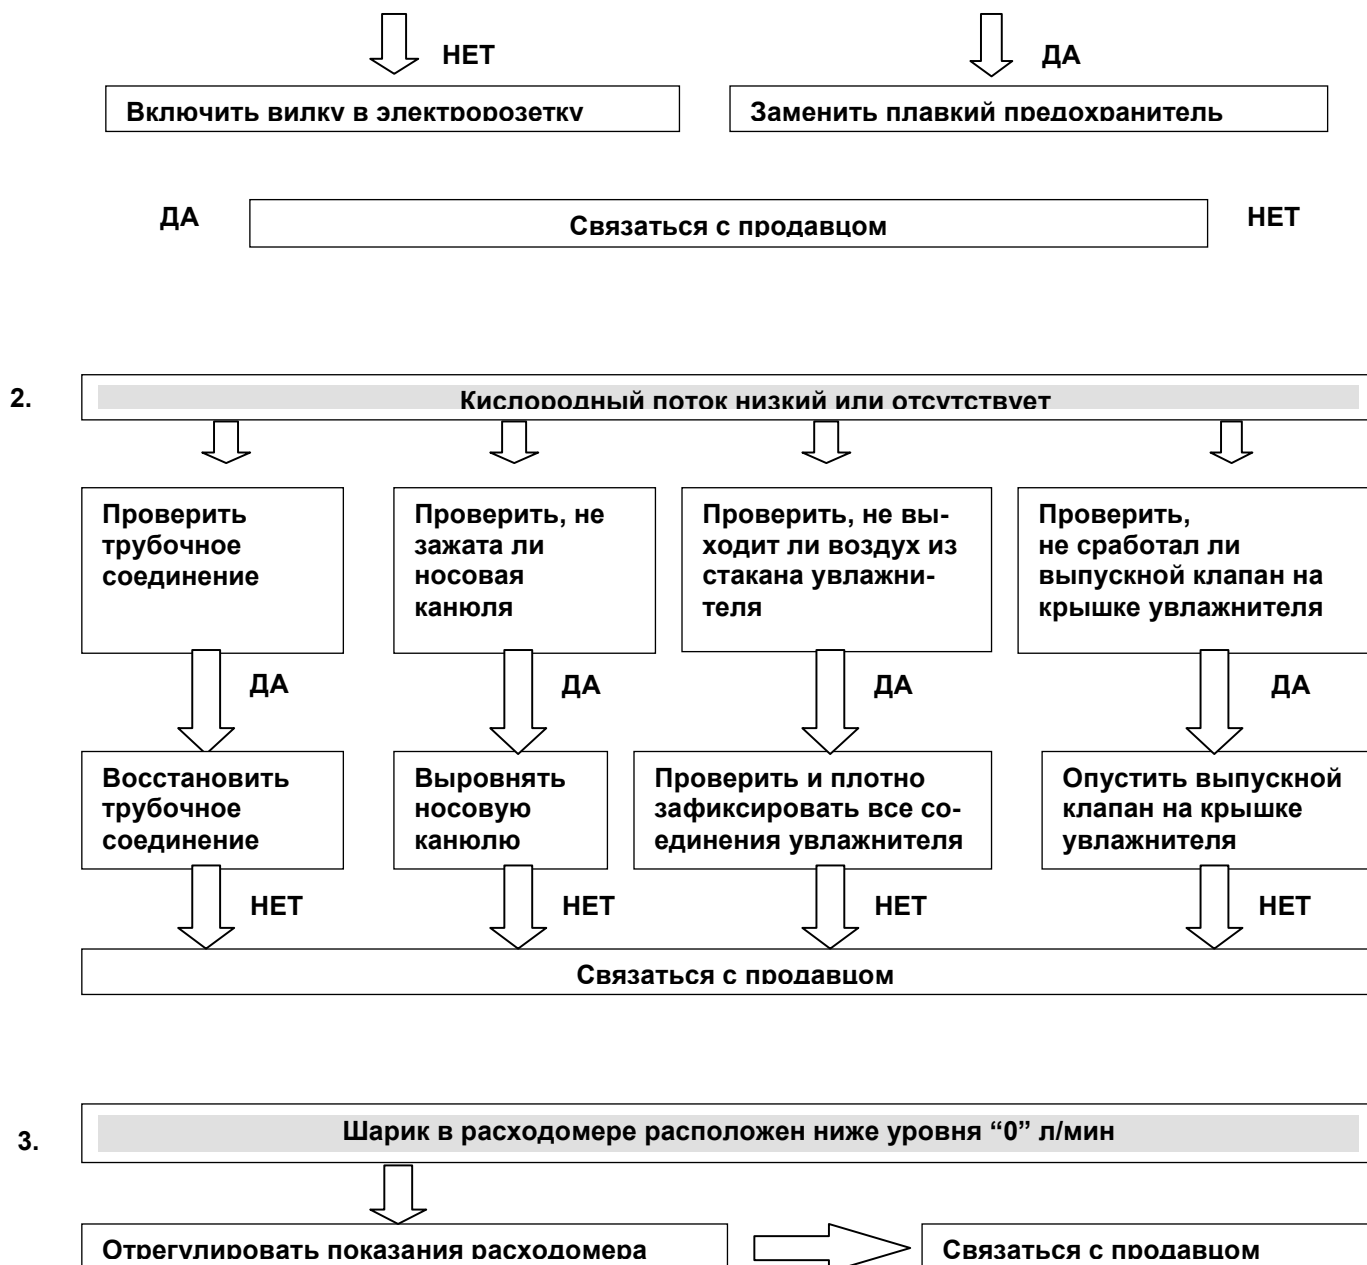 НЕТ
ДА
Включить вилку в электророзетку
Заменить плавкий предохранитель
ДА
Связаться с продавцом
НЕТ
2.
Кислородный поток низкий или отсутствует
Проверить
трубочное
соединение
Проверить, не
зажата ли
носовая
канюля
Проверить, не вы-
ходит ли воздух из
стакана увлажни-
теля
Проверить,
не сработал ли
выпускной клапан на
крышке увлажнителя
ДА
ДА
ДА
ДА
Восстановить
трубочное
соединение
Выровнять
носовую
канюлю
Проверить и плотно
зафиксировать все со-
единения увлажнителя
Опустить выпускной
клапан на крышке
увлажнителя
НЕТ
НЕТ
НЕТ
НЕТ
Связаться с продавцом
3.
Шарик в расходомере расположен ниже уровня “0” л/мин
Отрегулировать показания расходомера
Связаться с продавцом